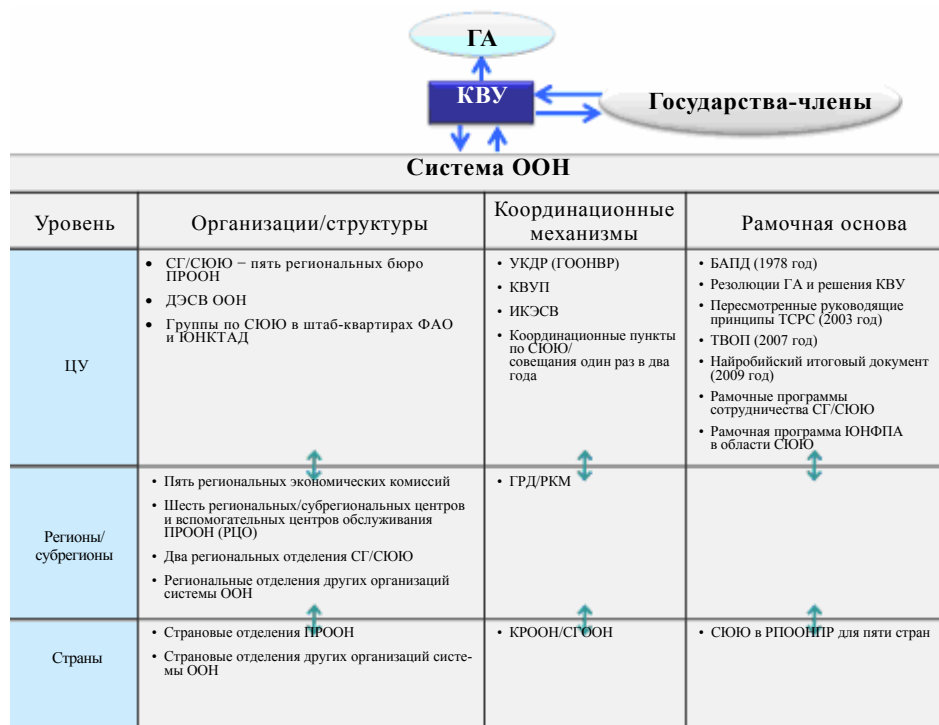 ГА
КВУ
Государства-члены
Система ООН
Уровень
Организации/структуры
Координационные
механизмы
Рамочная основа
ЦУ
• СГ/СЮЮ − пять региональных бюро
ПРООН
• ДЭСВ ООН
• Группы по СЮЮ в штаб-квартирах ФАО
и ЮНКТАД
• УКДР (ГООНВР)
• КВУП
• ИКЭСВ
• Координационные пункты
по СЮЮ/
совещания один раз в два
года
• БАПД (1978 год)
• Резолюции ГА и решения КВУ
• Пересмотренные руководящие
принципы ТСРС (2003 год)
• ТВОП (2007 год)
• Найробийский итоговый документ
(2009 год)
• Рамочные программы
сотрудничества СГ/СЮЮ
• Рамочная программа ЮНФПА
в области СЮЮ
Регионы/
субрегионы
• Пять региональных экономических комиссий
• Шесть региональных/субрегиональных центров
и вспомогательных центров обслуживания
ПРООН (РЦО)
• Два региональных отделения СГ/СЮЮ
• Региональные отделения других организаций
системы ООН
• ГРД/РКМ
Страны
• Страновые отделения ПРООН
• Страновые отделения других организаций систе-
мы ООН
• КРООН/СГООН
• СЮЮ в РПООНПР для пяти стран